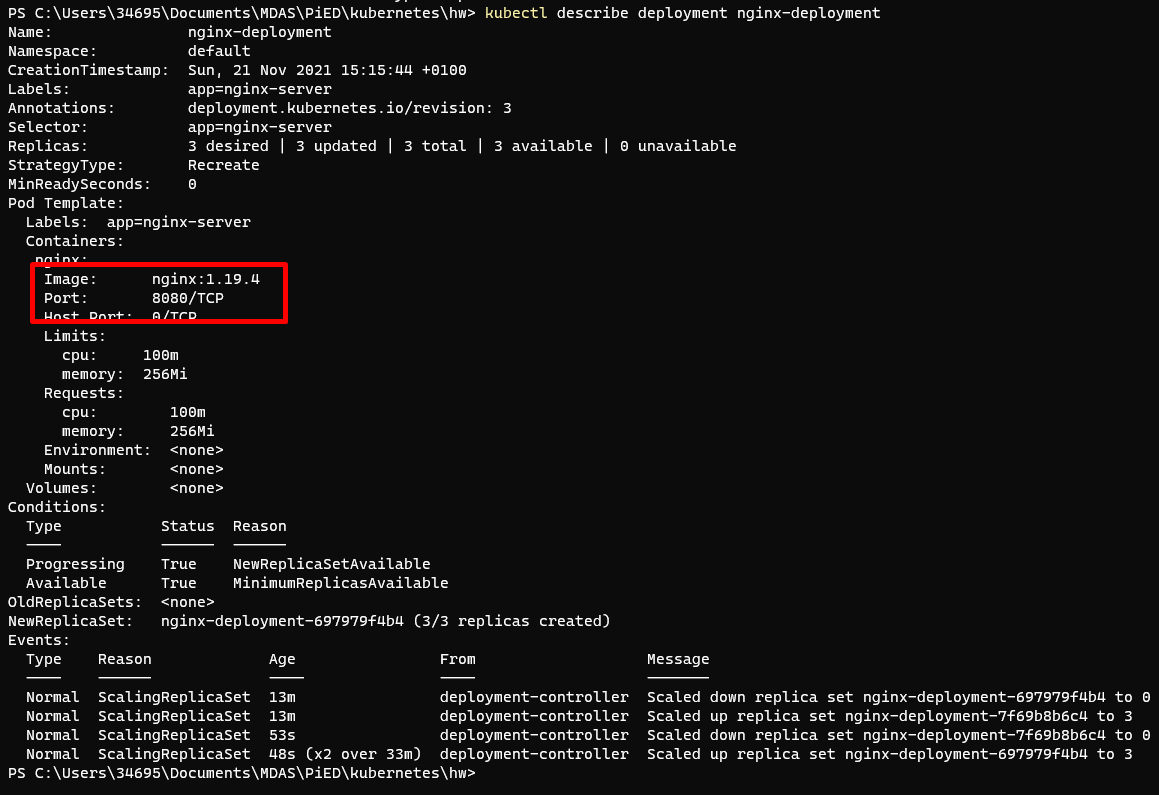 PS C:\Users\34695\Documents\MDAS\PiED\kubernetes\hw> kubectl describe deployment nginx-deployment
Name:                   nginx-deployment
Namespace:              default
CreationTimestamp:      Sun, 21 Nov 2021 15:15:44 +0100
Labels:                 app=nginx-server
Annotations:            deployment.kubernetes.io/revision: 3
Selector:               app=nginx-server
Replicas:               3 desired | 3 updated | 3 total | 3 available | 0 unavailable
StrategyType:           Recreate
MinReadySeconds:        0
Pod Template:
  Labels:  app=nginx-server
  Containers:
   nginx:
    Image:      nginx:1.19.4
    Port:       8080/TCP
    Host Port:  0/TCP
    Limits:
      cpu:     100m
      memory:  256Mi
    Requests:
      cpu:        100m
      memory:     256Mi
    Environment:  <none>
    Mounts:       <none>
  Volumes:        <none>
Conditions:
  Type           Status  Reason
  ----           ------  ------
  Progressing    True    NewReplicaSetAvailable
  Available      True    MinimumReplicasAvailable
OldReplicaSets:  <none>
NewReplicaSet:   nginx-deployment-697979f4b4 (3/3 replicas created)
Events:
  Type    Reason             Age                From                   Message
  ----    ------             ----               ----                   -------
  Normal  ScalingReplicaSet  13m                deployment-controller  Scaled down replica set nginx-deployment-697979f4b4 to 0
  Normal  ScalingReplicaSet  13m                deployment-controller  Scaled up replica set nginx-deployment-7f69b8b6c4 to 3
  Normal  ScalingReplicaSet  53s                deployment-controller  Scaled down replica set nginx-deployment-7f69b8b6c4 to 0
  Normal  ScalingReplicaSet  48s (x2 over 33m)  deployment-controller  Scaled up replica set nginx-deployment-697979f4b4 to 3
PS C:\Users\34695\Documents\MDAS\PiED\kubernetes\hw>